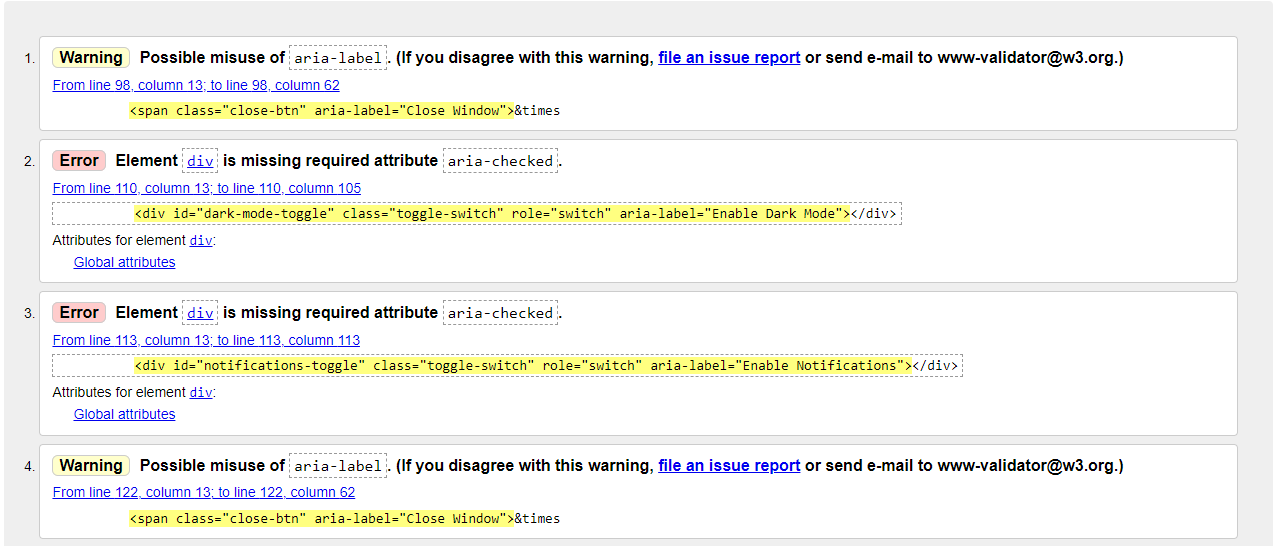 1. Warning Possible misuse of aria-label. (If you disagree with this warning, file an issue report or send e-mail to www-validator@w3.org.)
From line 98, column 13; to line 98, column 62
<span class="close-btn" aria-label="Close Window">&times
2. Error Element div is missing required attribute aria-checked.
From line 110, column 13; to line 110, column 105
<div id="dark-mode-toggle" class="toggle-switch" role="switch" aria-label="Enable Dark Mode"></div>
Attributes for element div:
Global attributes
3. Error Element div is missing required attribute aria-checked.
From line 113, column 13; to line 113, column 113
<div id="notifications-toggle" class="toggle-switch" role="switch" aria-label="Enable Notifications"></div>
Attributes for element div:
Global attributes
4. Warning Possible misuse of aria-label. (If you disagree with this warning, file an issue report or send e-mail to www-validator@w3.org.)
From line 122, column 13; to line 122, column 62
<span class="close-btn" aria-label="Close Window">&times